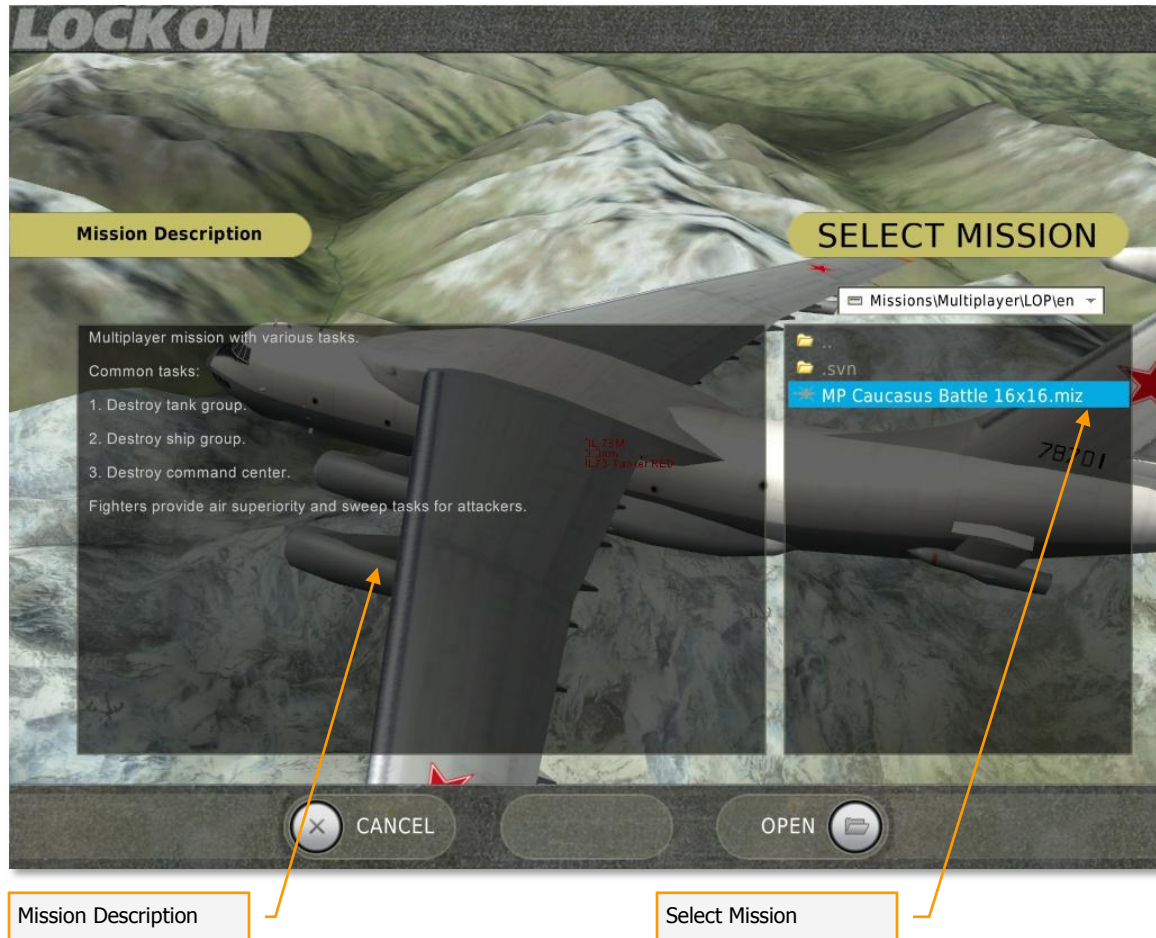 LOCKON
Mission Description
SELECT MISSION
Missions\Multiplayer\LOP\en
Multiplayer mission with various tasks.
Common tasks:
1. Destroy tank group.
2. Destroy ship group.
3. Destroy command center.
Fighters provide air superiority and sweep tasks for attackers.
..
.svn
MP Caucasus Battle 16x16.miz
RED
78701
CANCEL
OPEN
Mission Description
Select Mission